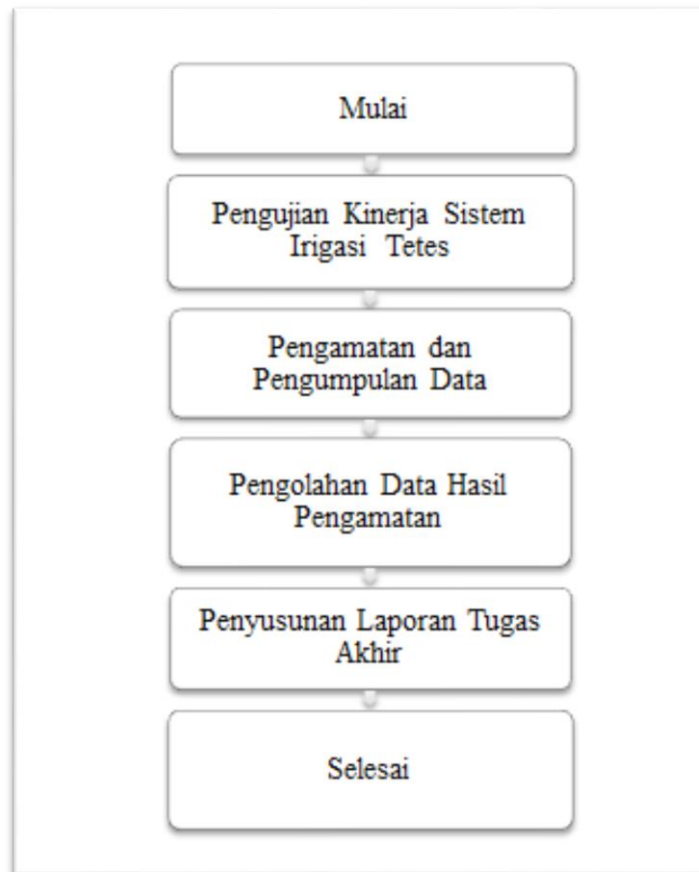 Mulai
Pengujian Kinerja Sistem
Irigasi Tetes
Pengamatan dan
Pengumpulan Data
Pengolahan Data Hasil
Pengamatan
Penyusunan Laporan Tugas
Akhir
Selesai